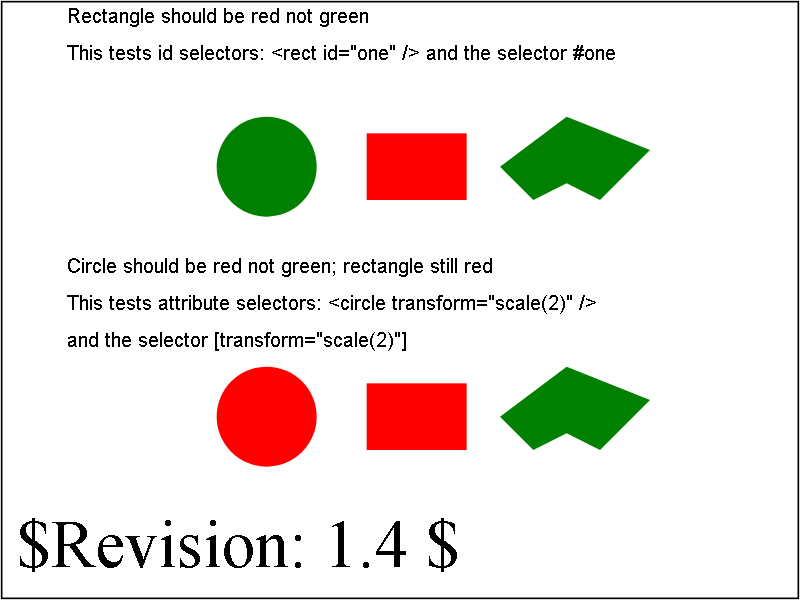 Rectangle should be red not green
This tests id selectors: <rect id="one" /> and the selector #one
Circle should be red not green; rectangle still red
This tests attribute selectors: <circle transform="scale(2)" />
and the selector [transform="scale(2)"]
$Revision: 1.4 $